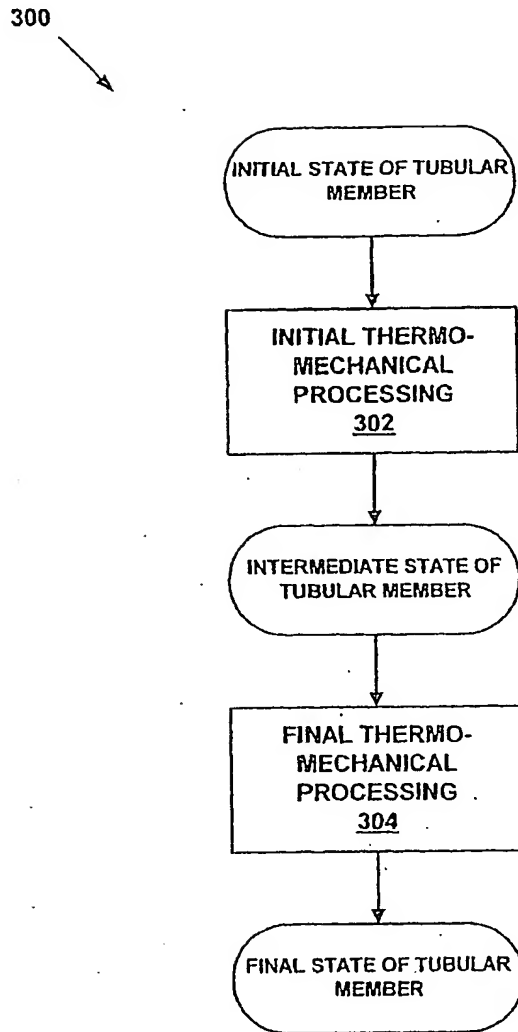 300
INITIAL STATE OF TUBULAR
MEMBER
INITIAL THERMO-
MECHANICAL
PROCESSING
302
INTERMEDIATE STATE OF
TUBULAR MEMBER
FINAL THERMO-
MECHANICAL
PROCESSING
304
FINAL STATE OF TUBULAR
MEMBER